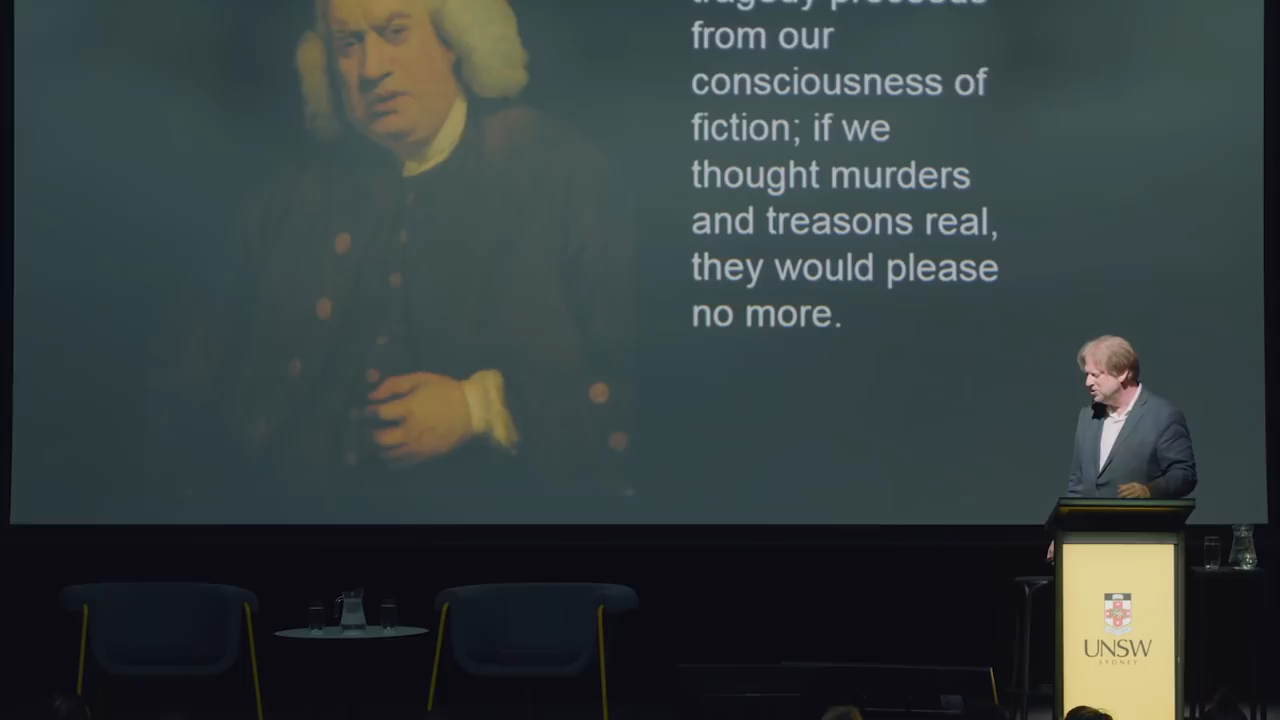 from our
consciousness of
fiction; if we
thought murders
and treasons real,
they would please
no more.
UNSW
SYDNEY